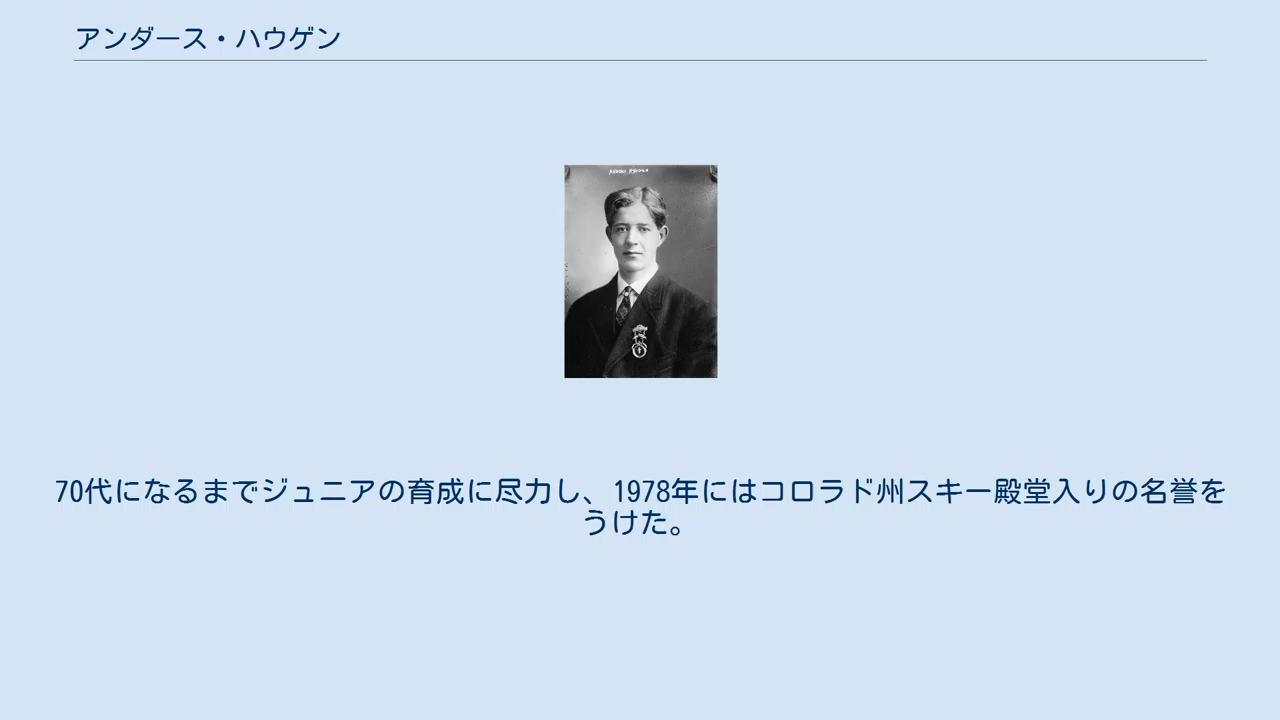 アンダース・ハウゲン
70代になるまでジュニアの育成に尽力し、1978年にはコロラド州スキー殿堂入りの名誉を
うけた。